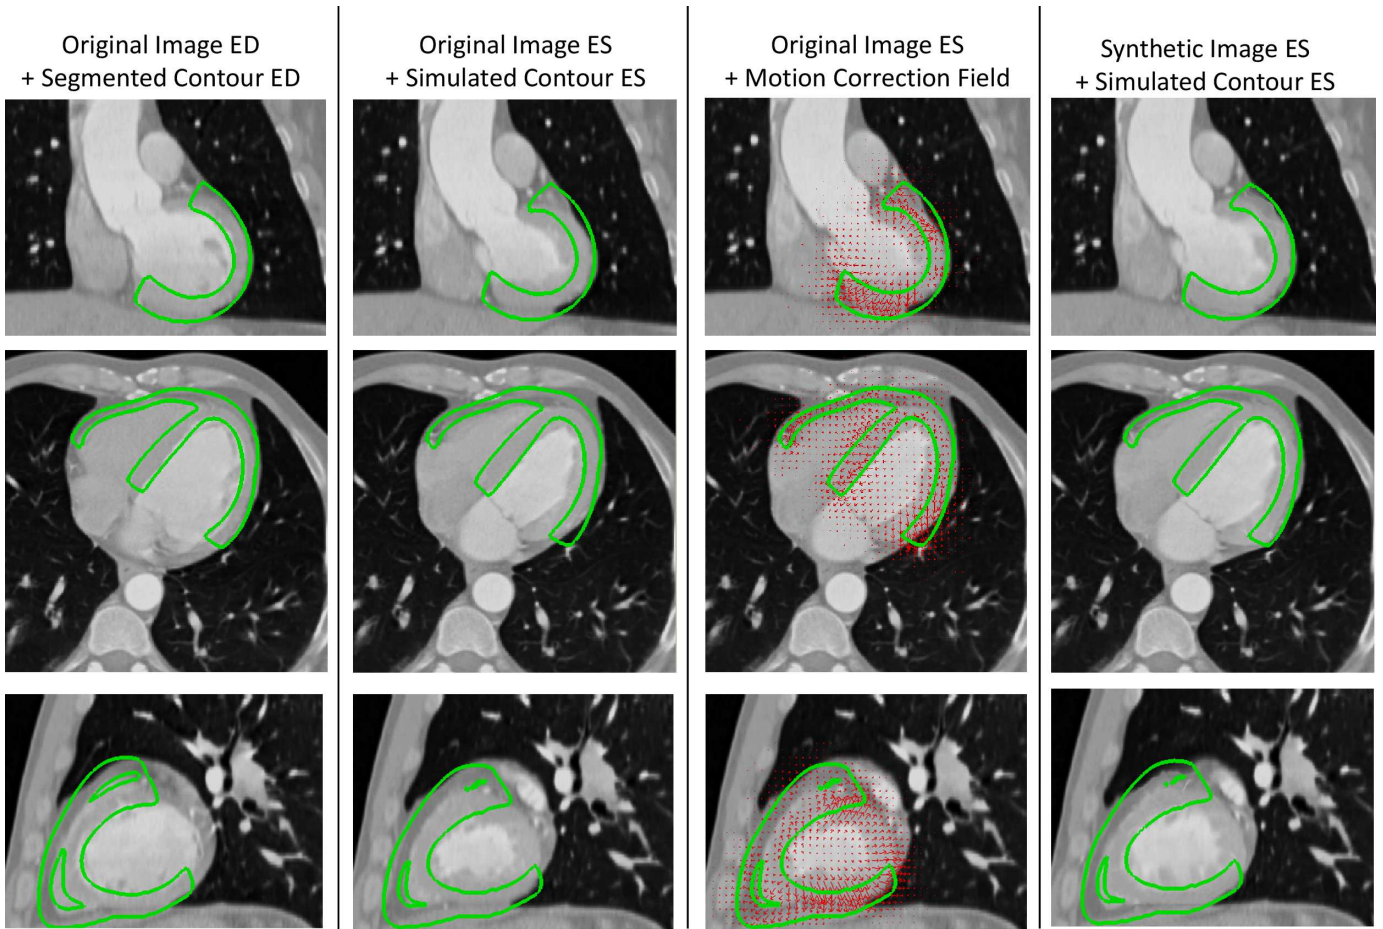 Original Image ED
+ Segmented Contour ED
Original Image ES
+ Simulated Contour ES
Original Image ES
+ Motion Correction Field
Synthetic Image ES
+ Simulated Contour ES